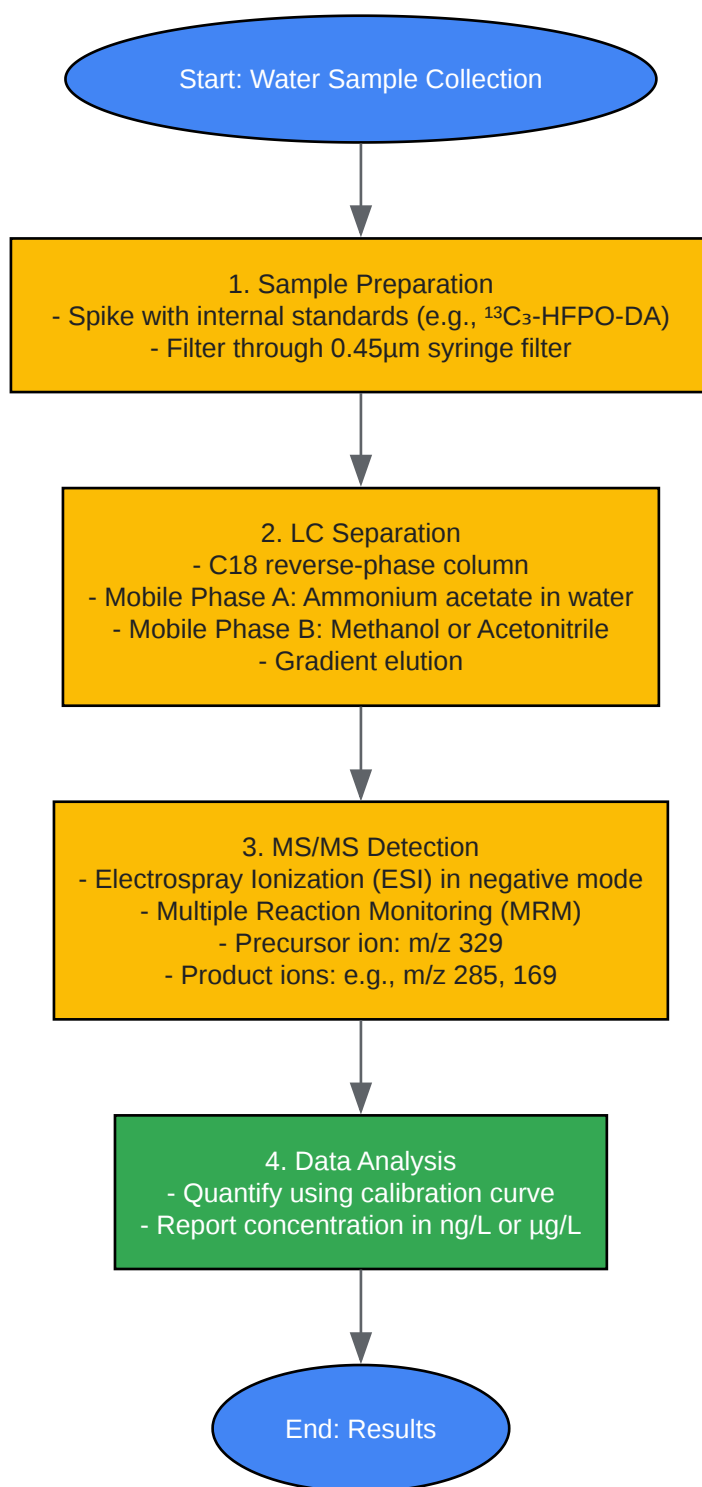 Start: Water Sample Collection
1. Sample Preparation
- Spike with internal standards (e.g., ¹³C₃-HFPO-DA)
- Filter through 0.45µm syringe filter
2. LC Separation
- C18 reverse-phase column
- Mobile Phase A: Ammonium acetate in water
- Mobile Phase B: Methanol or Acetonitrile
- Gradient elution
3. MS/MS Detection
- Electrospray Ionization (ESI) in negative mode
- Multiple Reaction Monitoring (MRM)
- Precursor ion: m/z 329
- Product ions: e.g., m/z 285, 169
4. Data Analysis
- Quantify using calibration curve
- Report concentration in ng/L or µg/L
End: Results